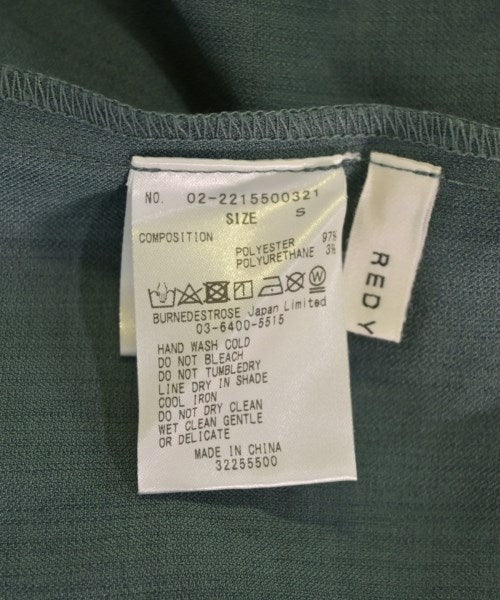 NO. 02-2215500321
SIZE S
COMPOSITION
POLYESTER 97%
POLYURETHANE 3%
BURNEDESTROSE Japan Limited
03-6400-5515
HAND WASH COLD
DO NOT BLEACH
DO NOT TUMBLEDRY
LINE DRY IN SHADE
COOL IRON
DO NOT DRY CLEAN
WET CLEAN GENTLE
OR DELICATE
MADE IN CHINA
32255500
REDY